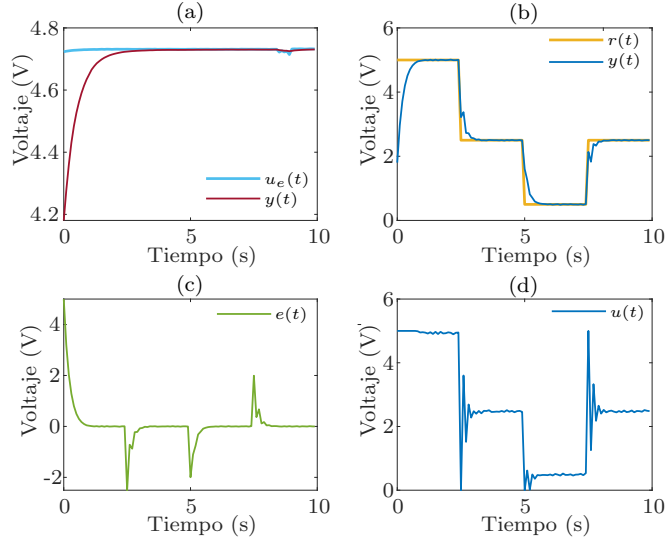 (a)
4.8
4.6
4.4
4.2
Voltaje (V)
u_e(t)
y(t)
0
5
10
Tiempo (s)
(b)
6
4
2
0
Voltaje (V)
r(t)
y(t)
0
5
10
Tiempo (s)
(c)
4
2
0
-2
Voltaje (V)
e(t)
0
5
10
Tiempo (s)
(d)
6
4
2
0
Voltaje (V)'
u(t)
0
5
10
Tiempo (s)